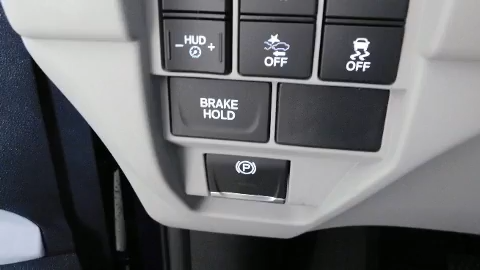 - HUD +
OFF
OFF
BRAKE
HOLD
(P)